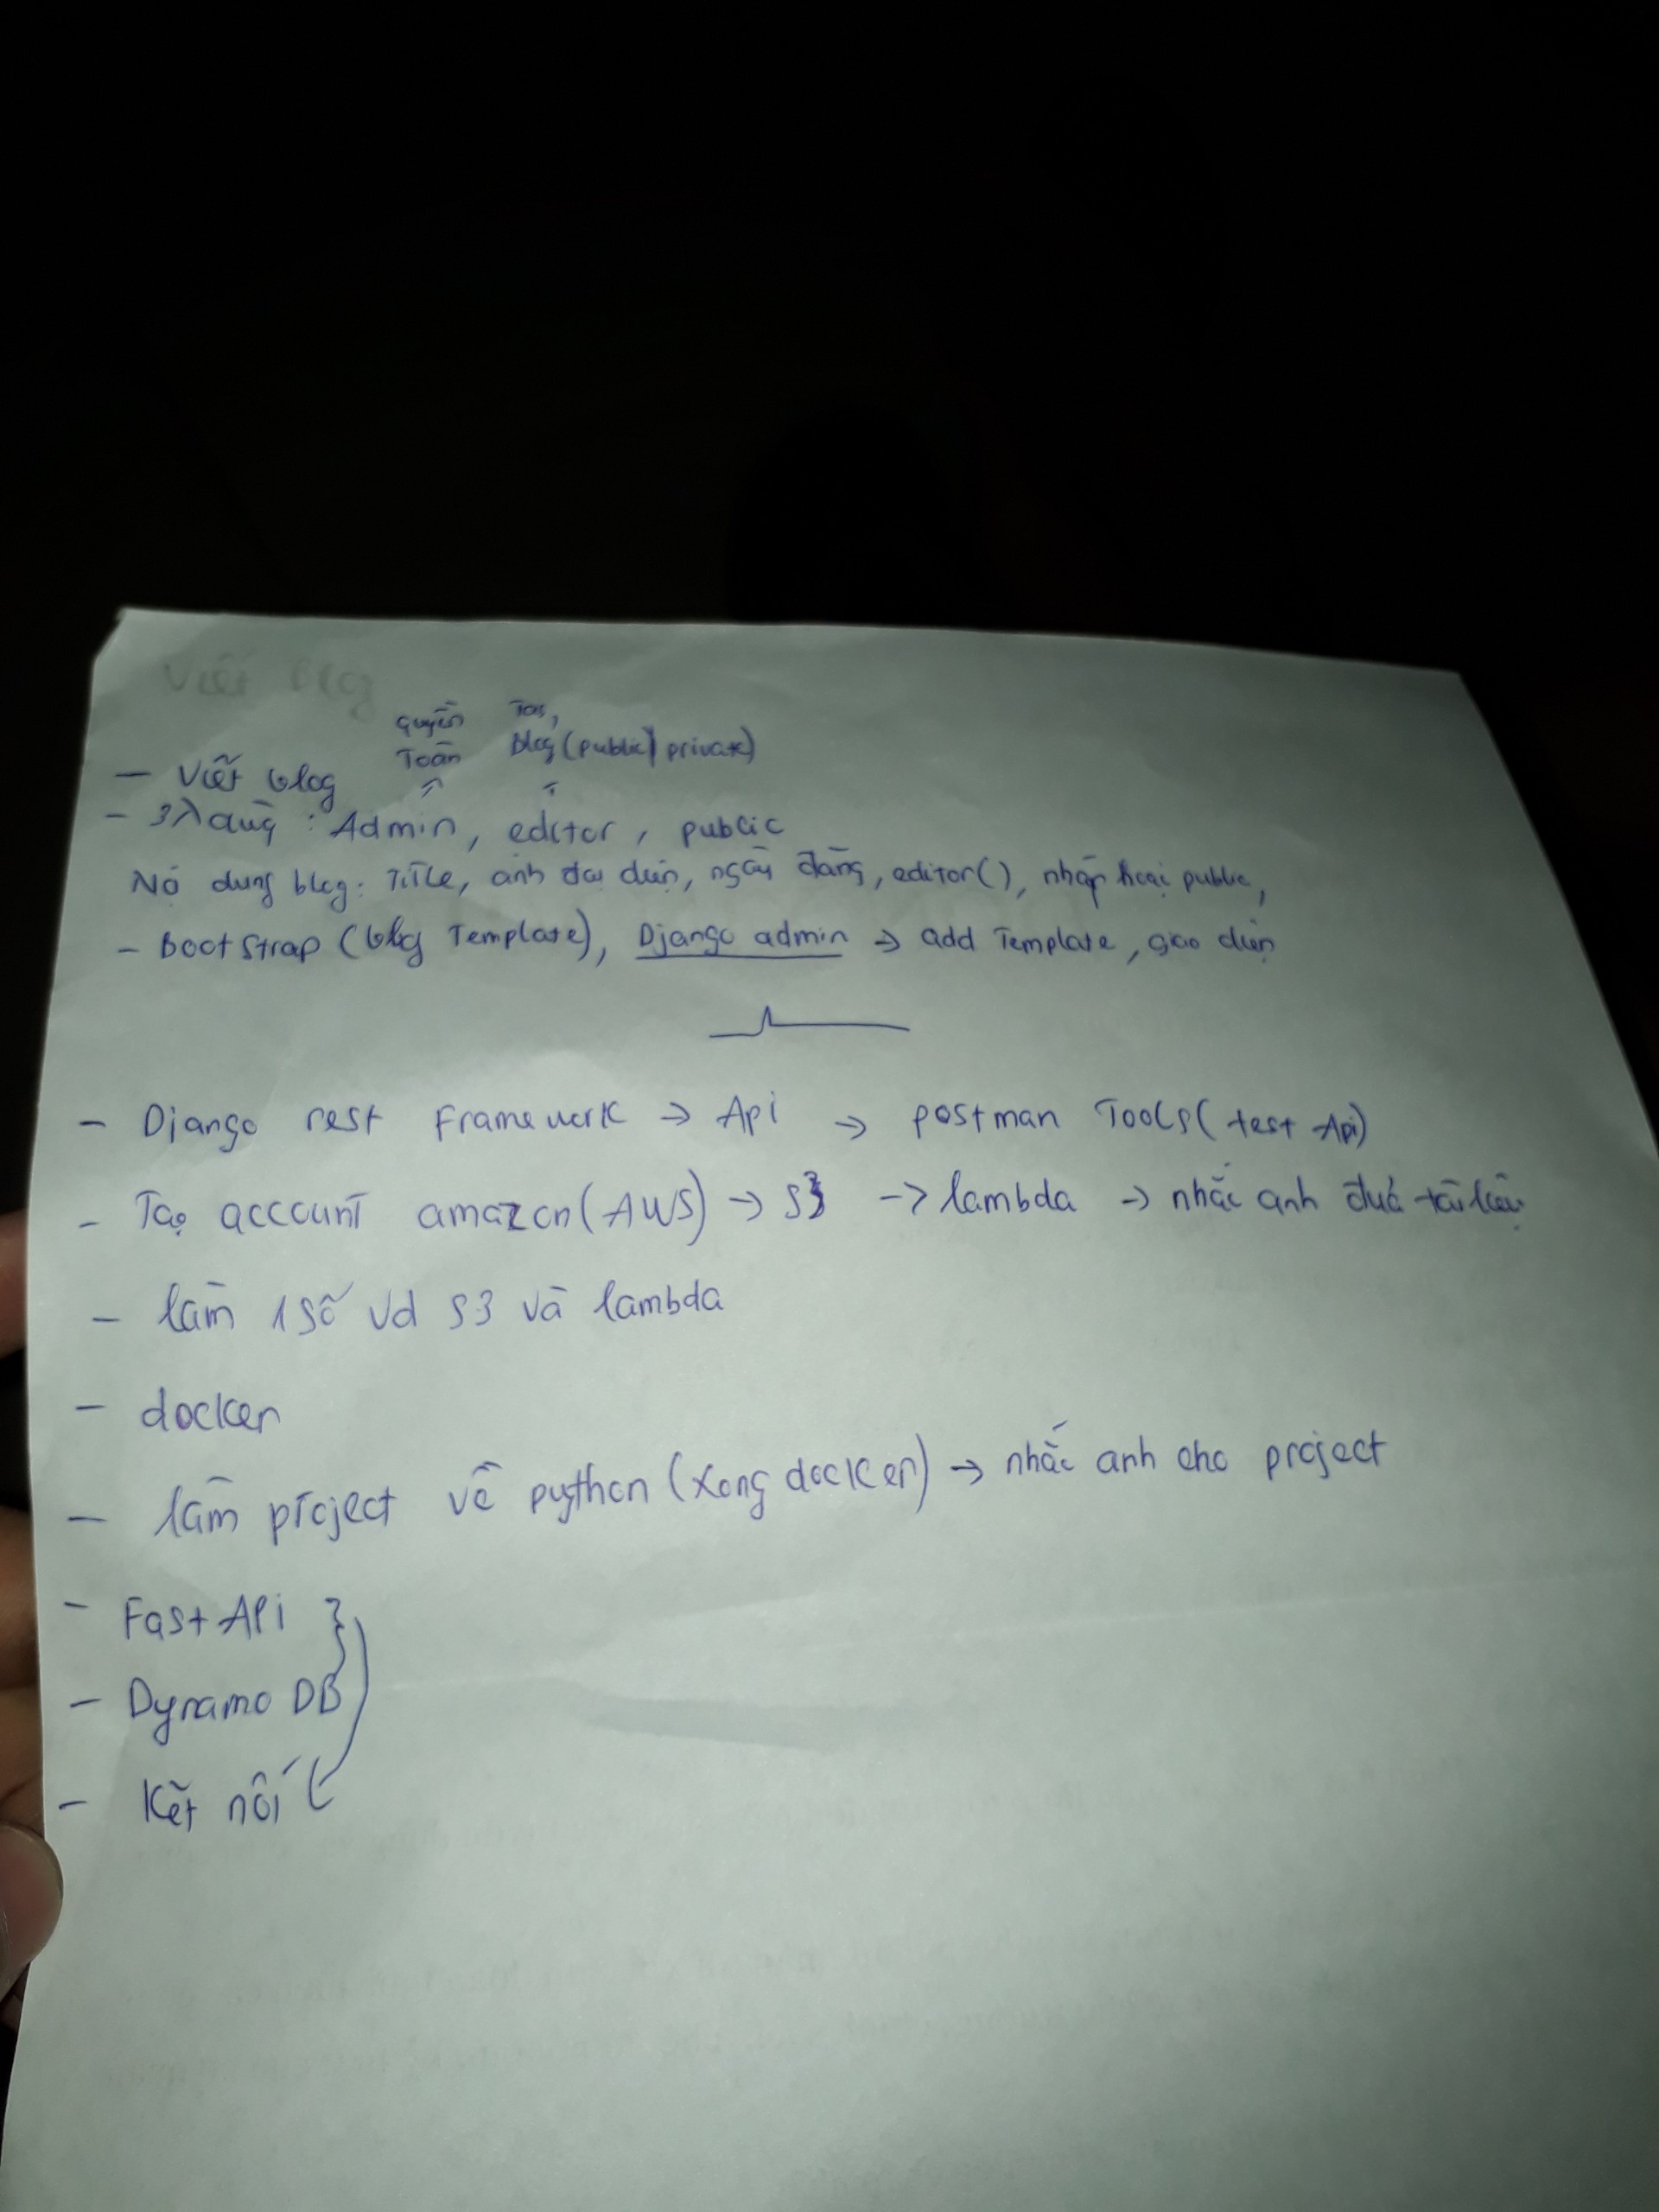 Viết blog
quyền Tạo,
Toàn blog (public | private)
- Viết blog
- 3 : Admin, editor, public
Nộ dung blog: Title, ảnh đại diện, ngày đăng, editor(), nháp hoặc public,
- Bootstrap (blog Template), Django admin → add Template, giao diện
- Django rest Framework → Api → postman Tools (test Api)
- Tạo account amazon (AWS) → S3 → lambda → nhắc anh đưa tài liệu
- làm 1 số vd S3 và lambda
- docker
- làm project về python (xong docker) → nhắc anh cho project
- Fast APi
- Dynamo DB
- Kết nối